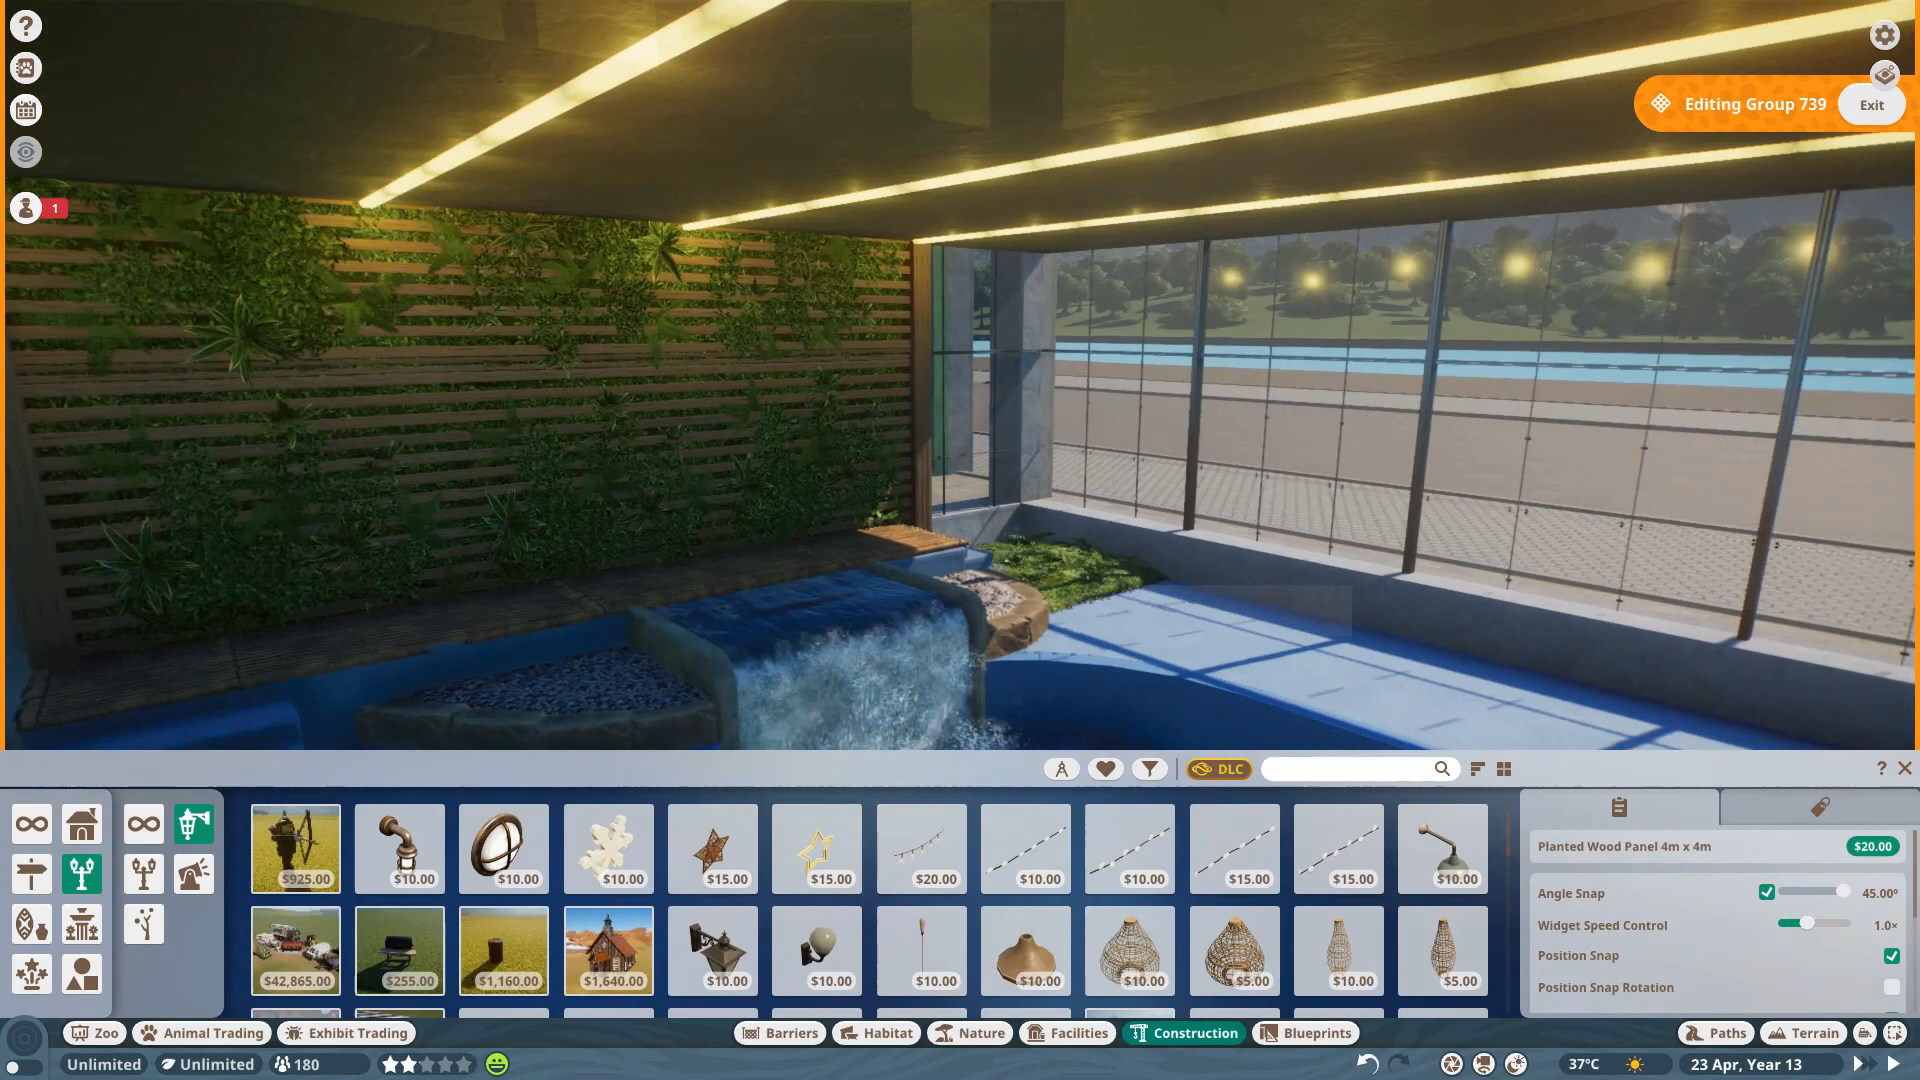 Editing Group 739
Exit
1
DLC
?
$925.00
$10.00
$10.00
$10.00
$15.00
$15.00
$20.00
$10.00
$10.00
$15.00
$15.00
$10.00
$42,865.00
$255.00
$1,160.00
$1,640.00
$10.00
$10.00
$10.00
$10.00
$10.00
$5.00
$10.00
$5.00
Planted Wood Panel 4m x 4m
$20.00
Angle Snap
45.00º
Widget Speed Control
1.0×
Position Snap
Position Snap Rotation
Zoo
Animal Trading
Exhibit Trading
Barriers
Habitat
Nature
Facilities
Construction
Blueprints
Paths
Terrain
Unlimited
Unlimited
180
37°C
23 Apr, Year 13